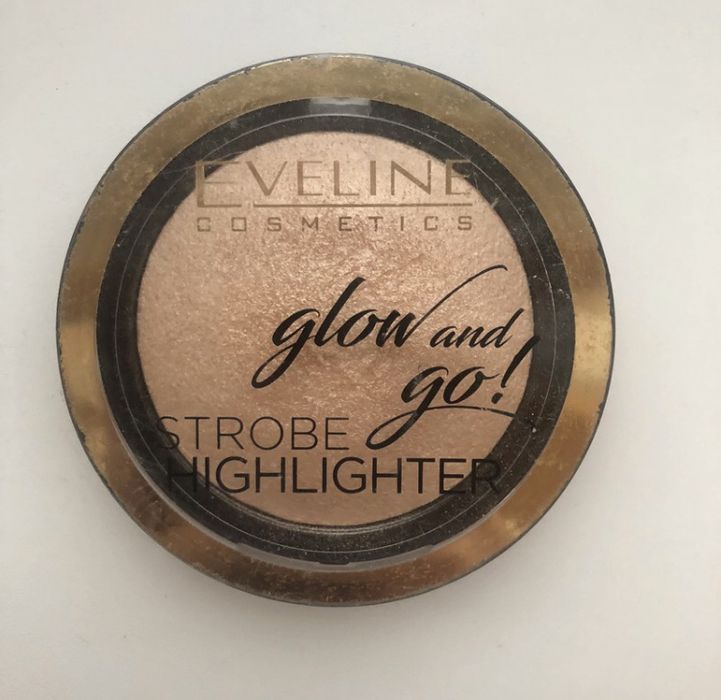 EVELINE
COSMETICS
glow and
go!
STROBE
HIGHLIGHTER